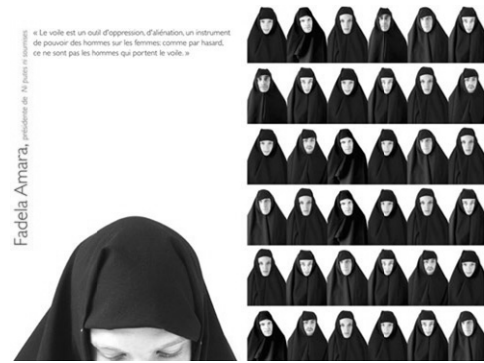 « Le voile est un outil d'oppression, d'aliénation, un instrument
de pouvoir des hommes sur les femmes: comme par hasard,
ce ne sont pas les hommes qui portent le voile. »
Fadela Amara, présidente de Ni putes ni soumises